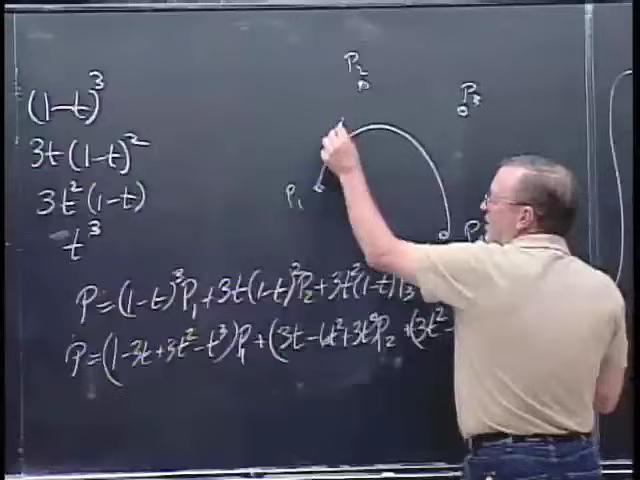 (1-t)³
3t(1-t)²
3t²(1-t)
t³
P₂
P₃
P₁
P
P=(1-t)³P₁+3t(1-t)²P₂+3t²(1-t)P₃
P=(1-3t+3t²-t³)P₁+(3t-6t²+3t³)P₂+(3t²-